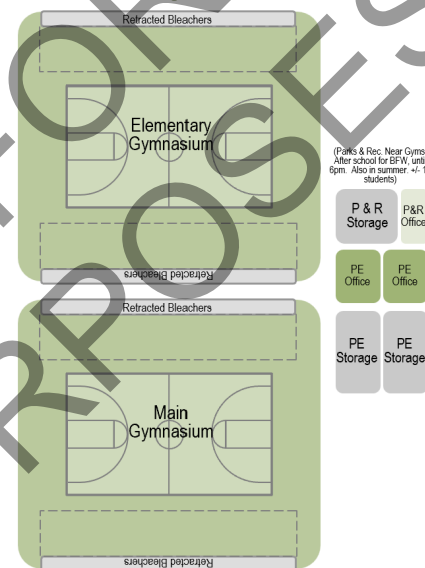 Retracted Bleachers
Elementary
Gymnasium
(Parks & Rec. Near Gyms
After school for BFW, until
6pm. Also in summer. +/- 1
students)
P & R
Storage
P&R
Office
PE
Office
PE
Office
Retracted Bleachers
Retracted Bleachers
PE
Storage
PE
Storage
Main
Gymnasium
Retracted Bleachers